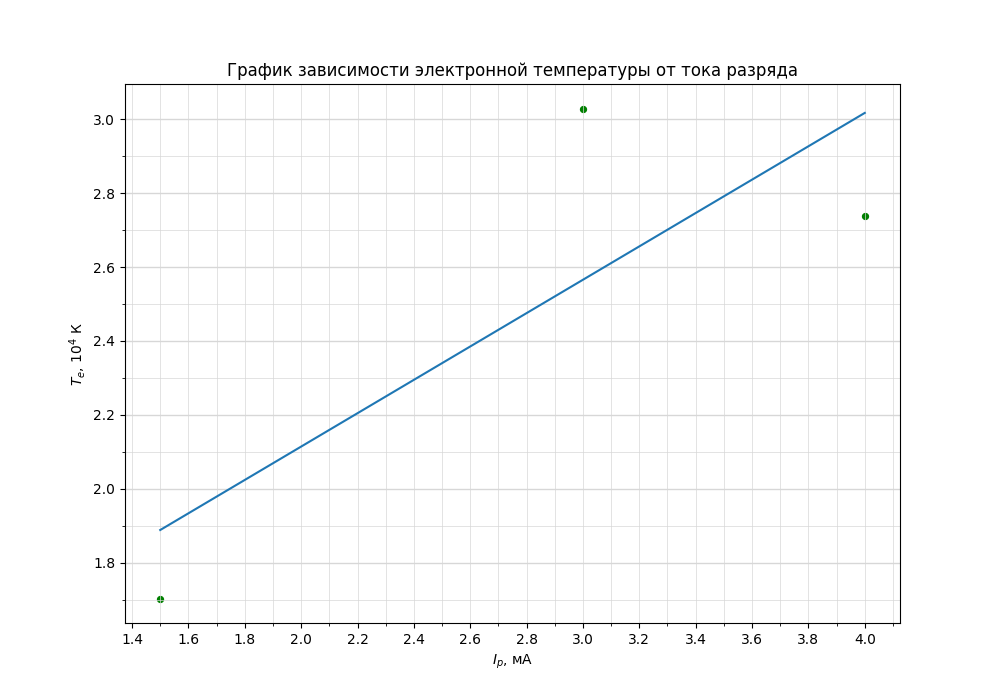 График зависимости электронной температуры от тока разряда
3.0
2.8
2.6
2.4
2.2
2.0
1.8
$T_e$, $10^4$ К
1.4 1.6 1.8 2.0 2.2 2.4 2.6 2.8 3.0 3.2 3.4 3.6 3.8 4.0
$I_p$, мА